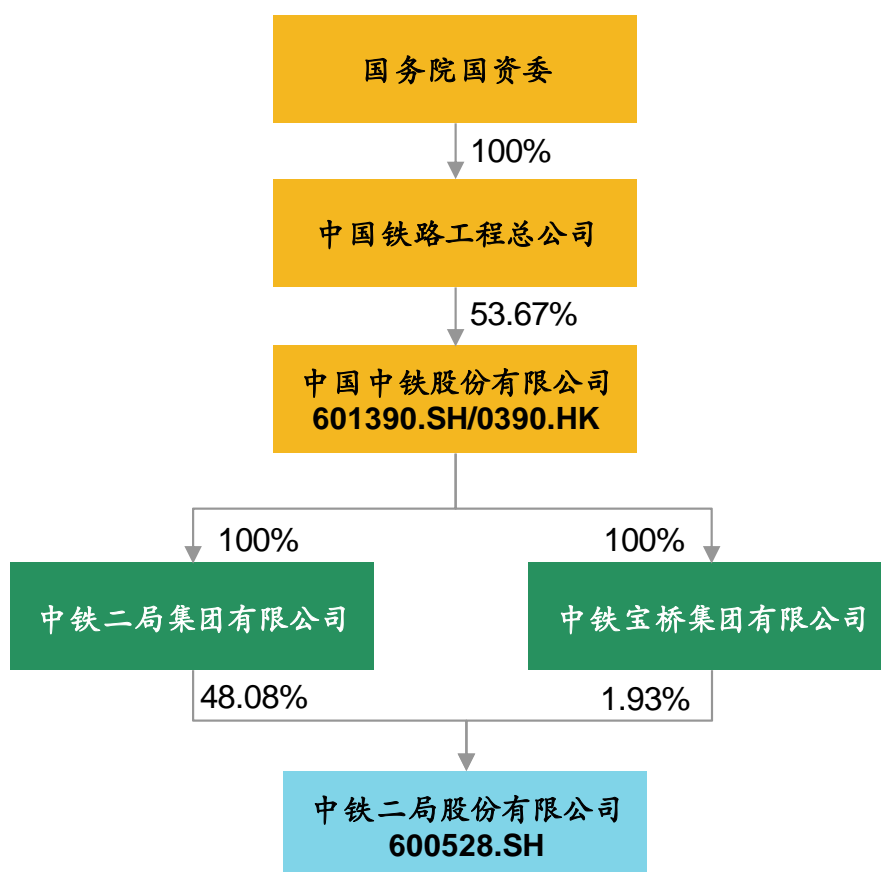 国务院国资委
100%
中国铁路工程总公司
53.67%
中国中铁股份有限公司
601390.SH/0390.HK
100%
100%
中铁二局集团有限公司
中铁宝桥集团有限公司
48.08%
1.93%
中铁二局股份有限公司
600528.SH